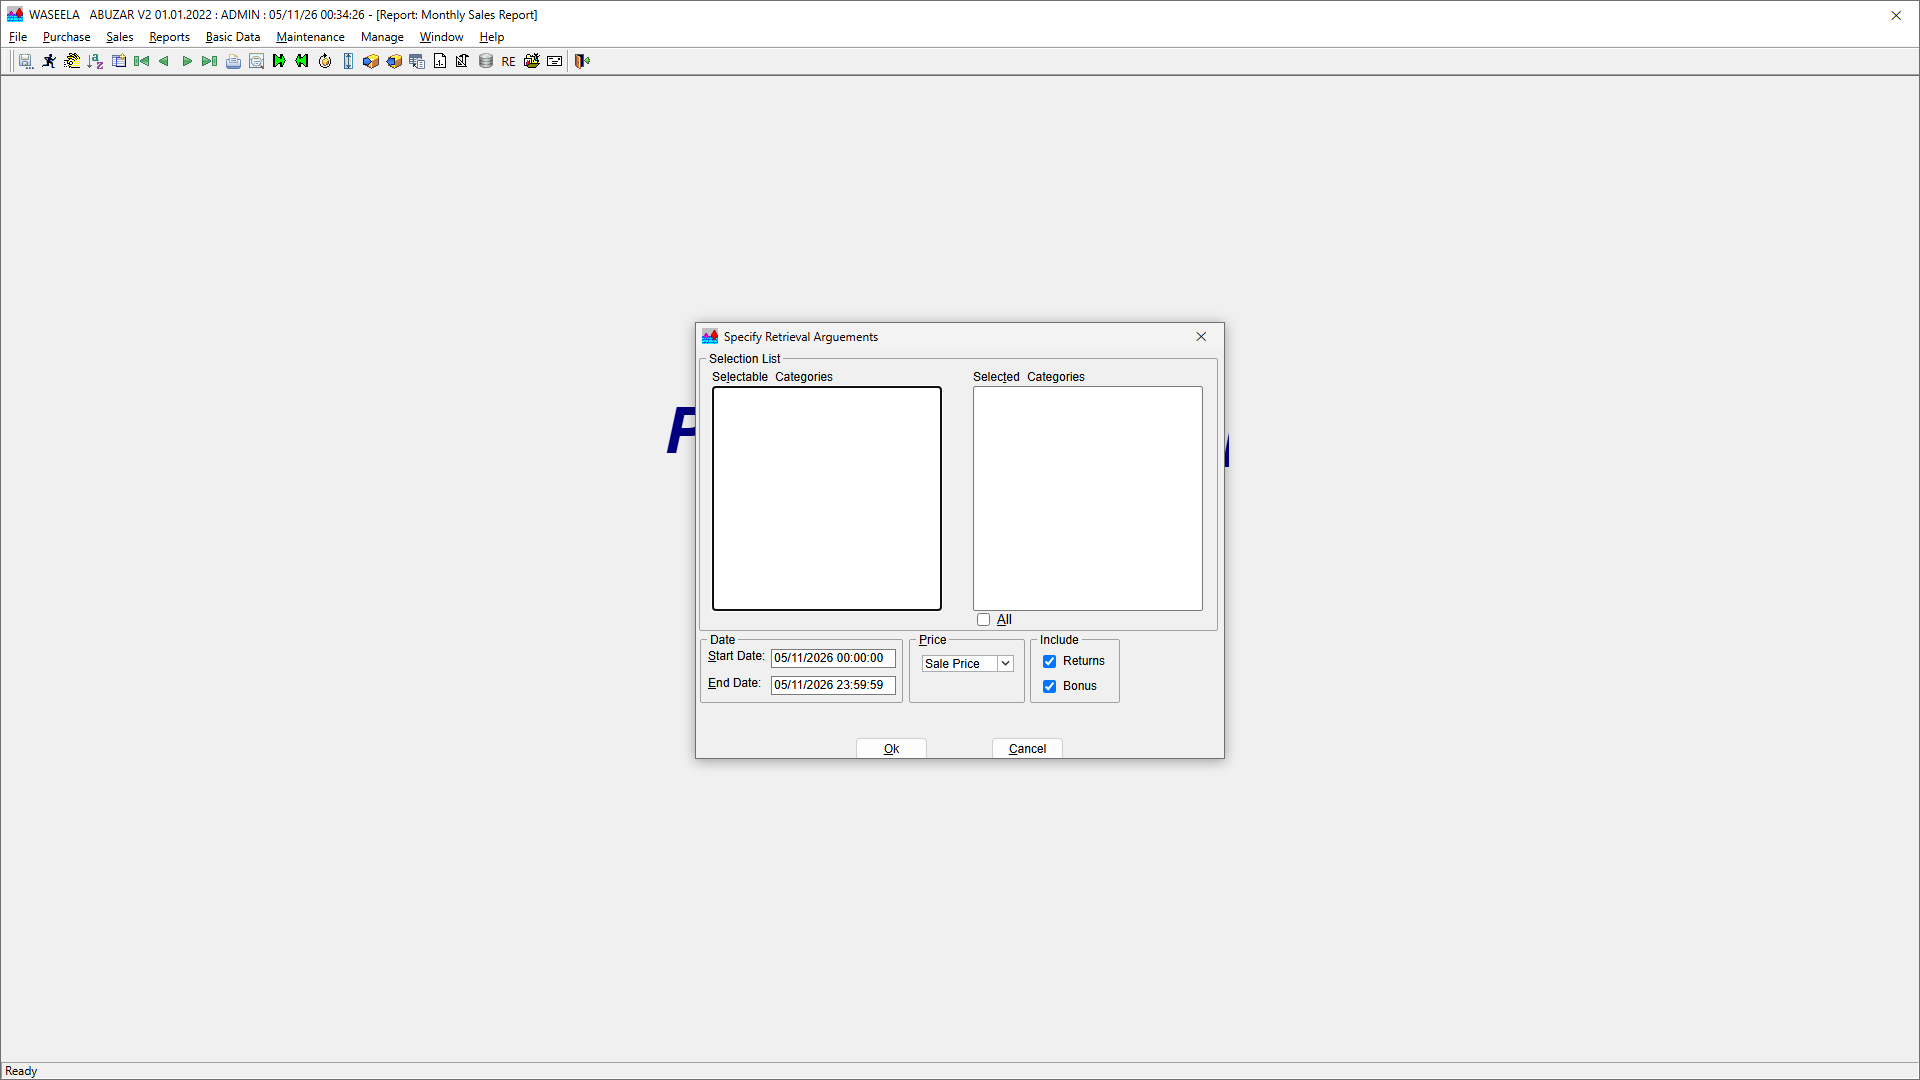 WASEELA   ABUZAR V2 01.01.2022 : ADMIN : 05/11/26 00:34:26 - [Report: Monthly Sales Report]
File Purchase Sales Reports Basic Data Maintenance Manage Window Help
RE
Specify Retrieval Arguements
Selection List
Selectable Categories
Selected Categories
All
Date
Start Date: 05/11/2026 00:00:00
End Date: 05/11/2026 23:59:59
Price
Sale Price
Include
Returns
Bonus
Ok
Cancel
Ready